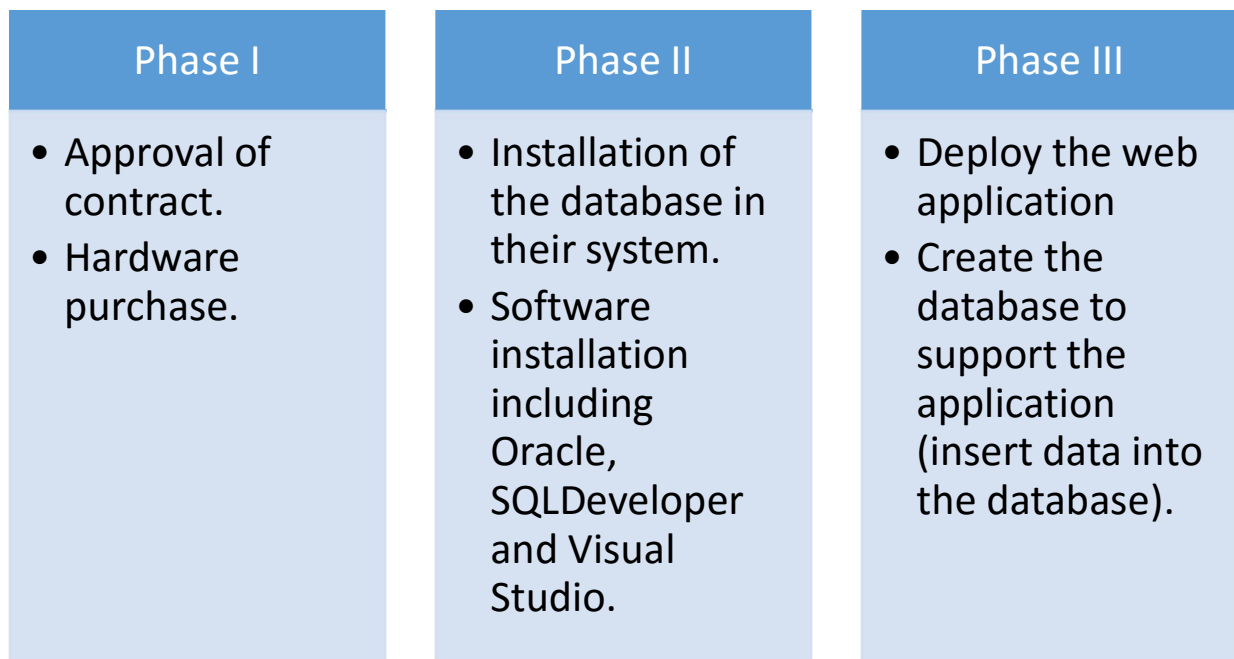 Phase I
• Approval of
contract.
• Hardware
purchase.
Phase II
• Installation of
the database in
their system.
• Software
installation
including
Oracle,
SQLDeveloper
and Visual
Studio.
Phase III
• Deploy the web
application
• Create the
database to
support the
application
(insert data into
the database).